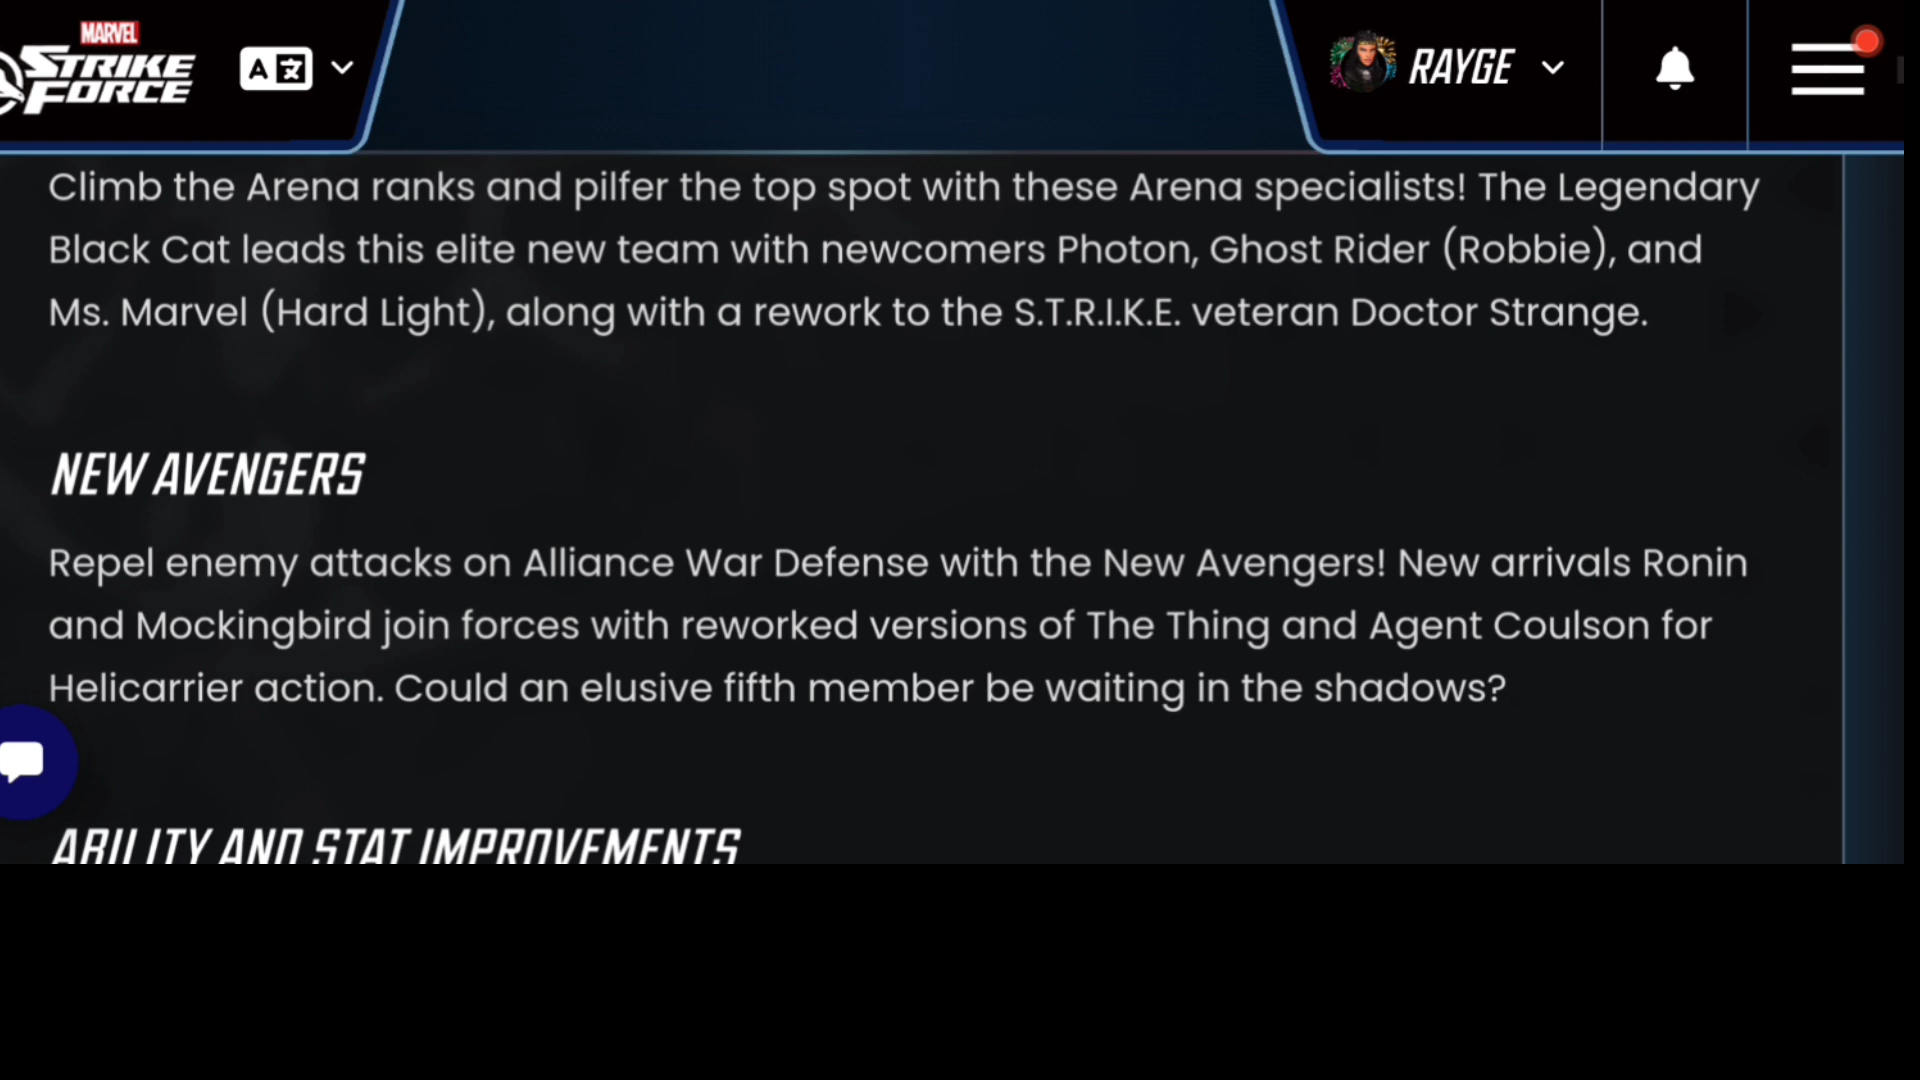 MARVEL
STRIKE
FORCE
A文
RAYGE
Climb the Arena ranks and pilfer the top spot with these Arena specialists! The Legendary
Black Cat leads this elite new team with newcomers Photon, Ghost Rider (Robbie), and
Ms. Marvel (Hard Light), along with a rework to the S.T.R.I.K.E. veteran Doctor Strange.
NEW AVENGERS
Repel enemy attacks on Alliance War Defense with the New Avengers! New arrivals Ronin
and Mockingbird join forces with reworked versions of The Thing and Agent Coulson for
Helicarrier action. Could an elusive fifth member be waiting in the shadows?
ABILITY AND STAT IMPROVEMENTS